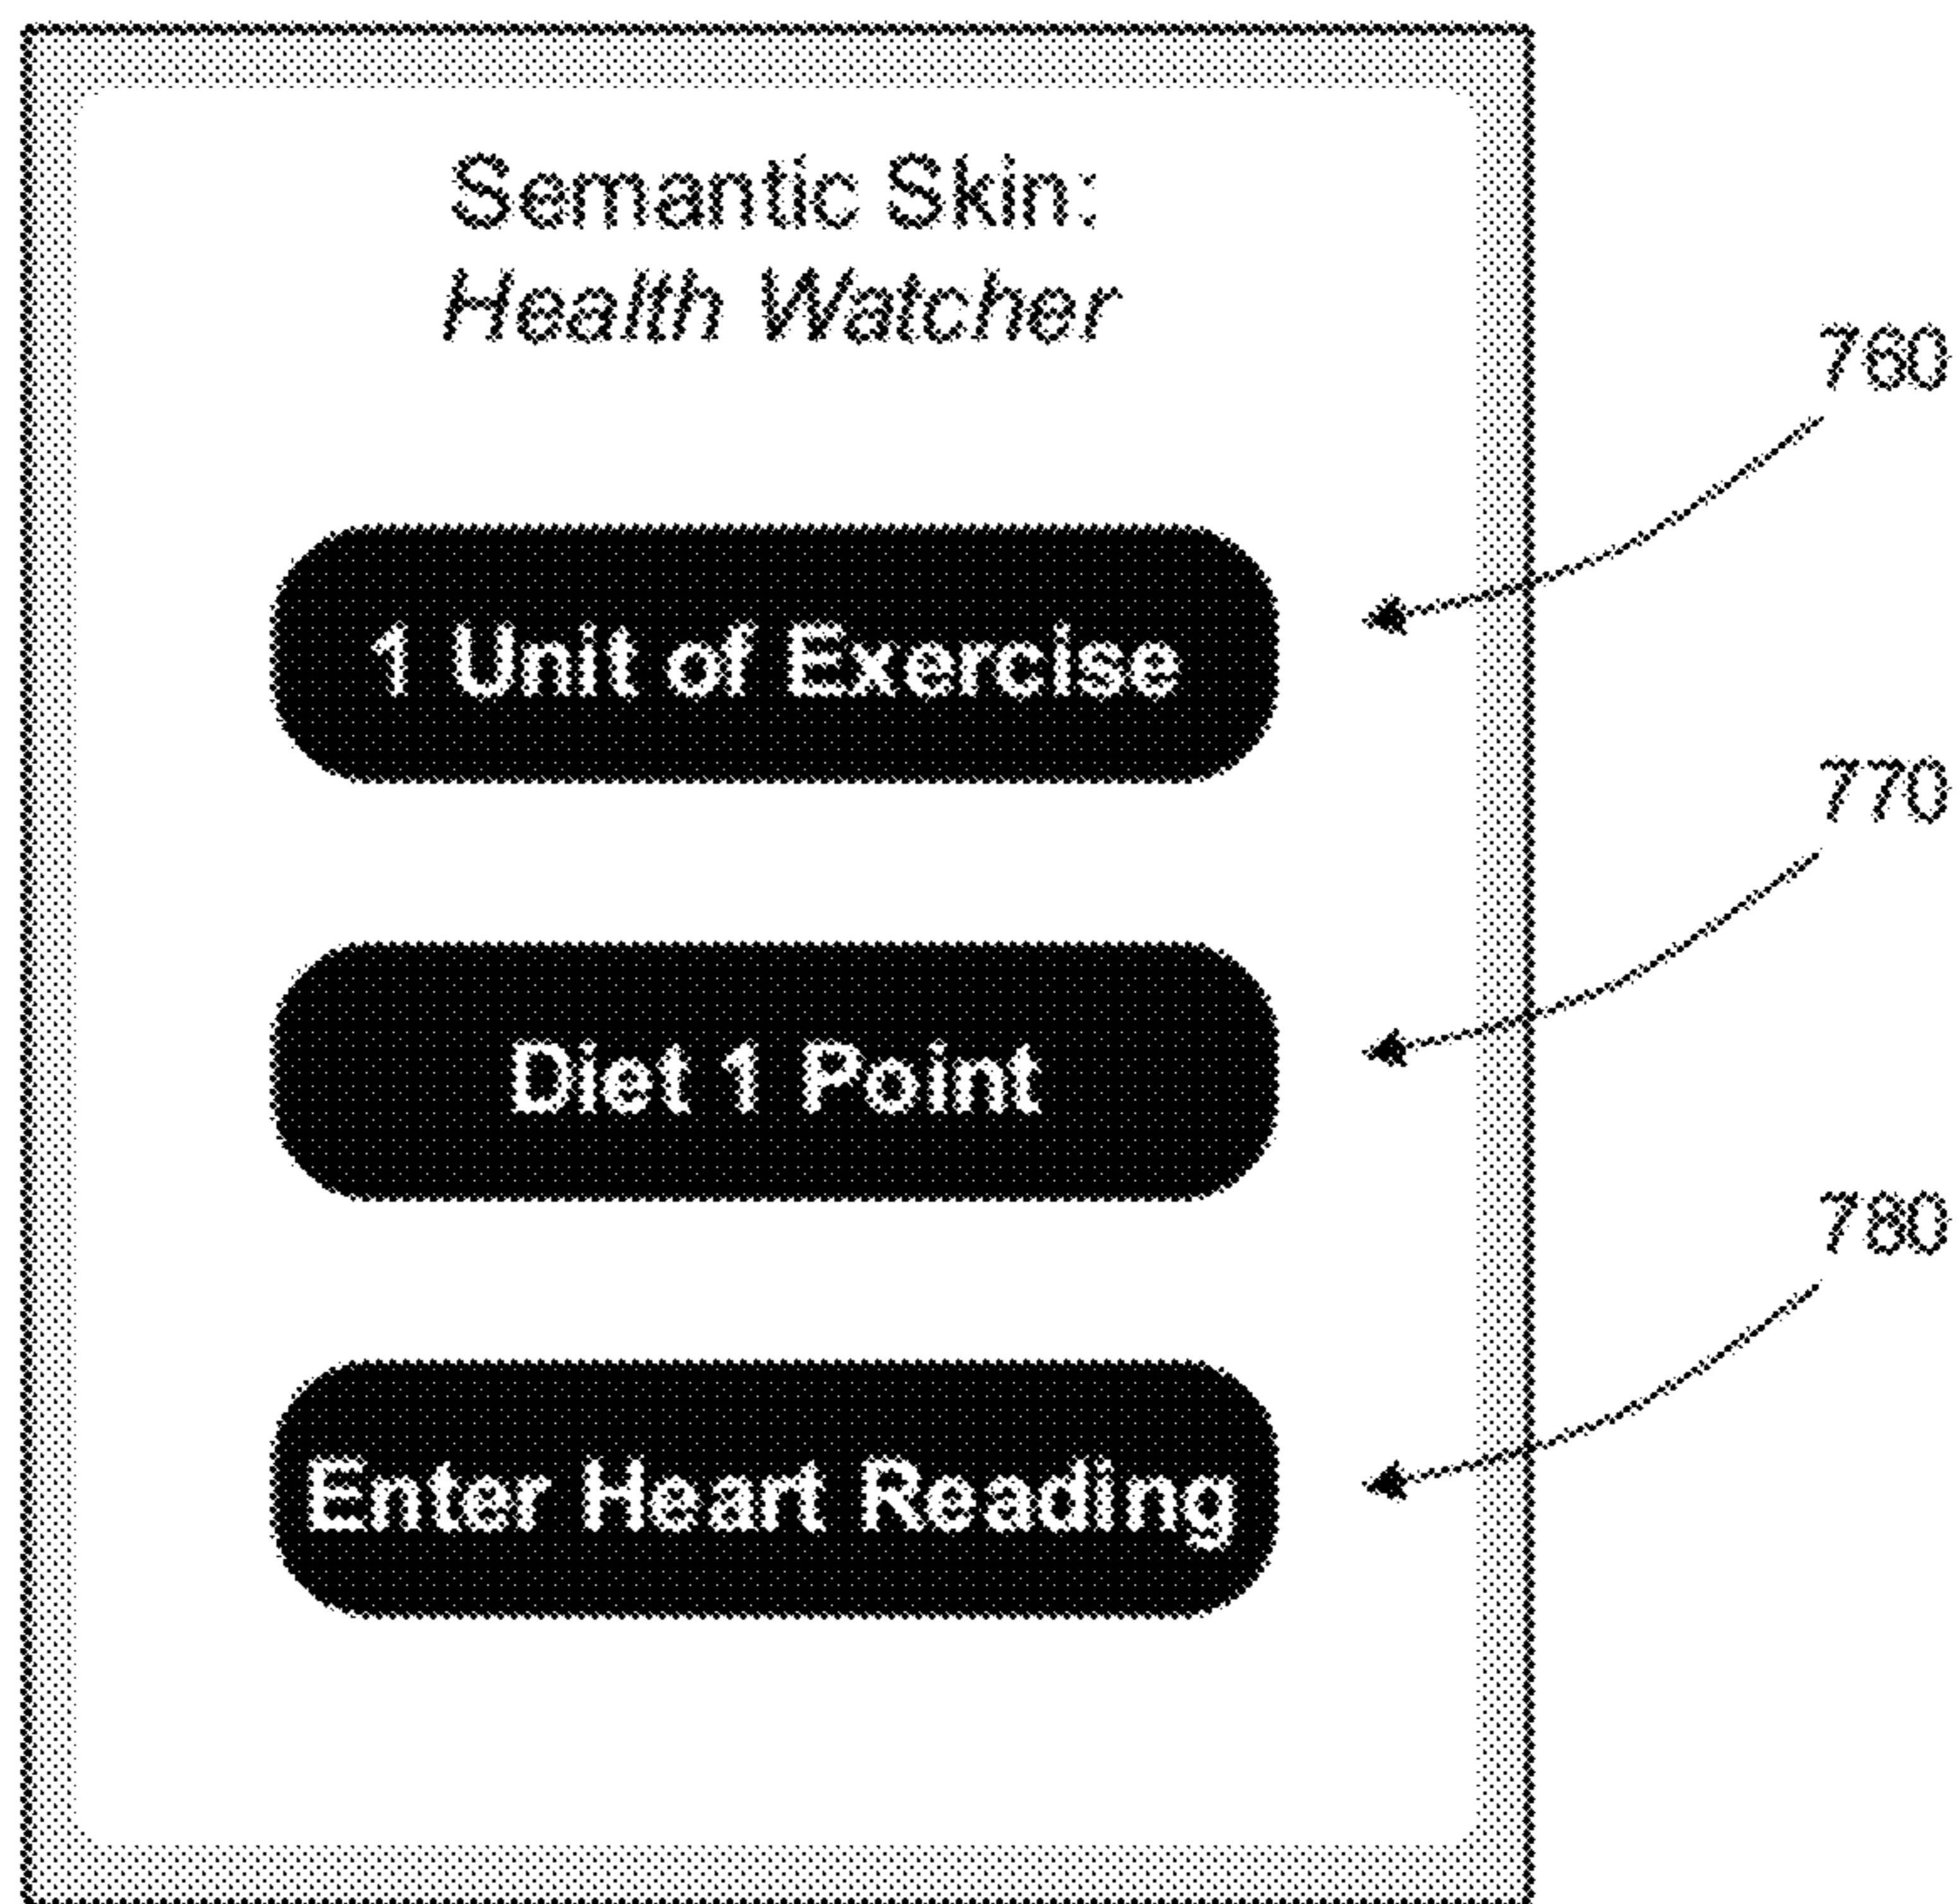 Semantic Skin:
Health Watcher
760
1 Unit of Exercise
770
Diet 1 Point
780
Enter Heart Reading